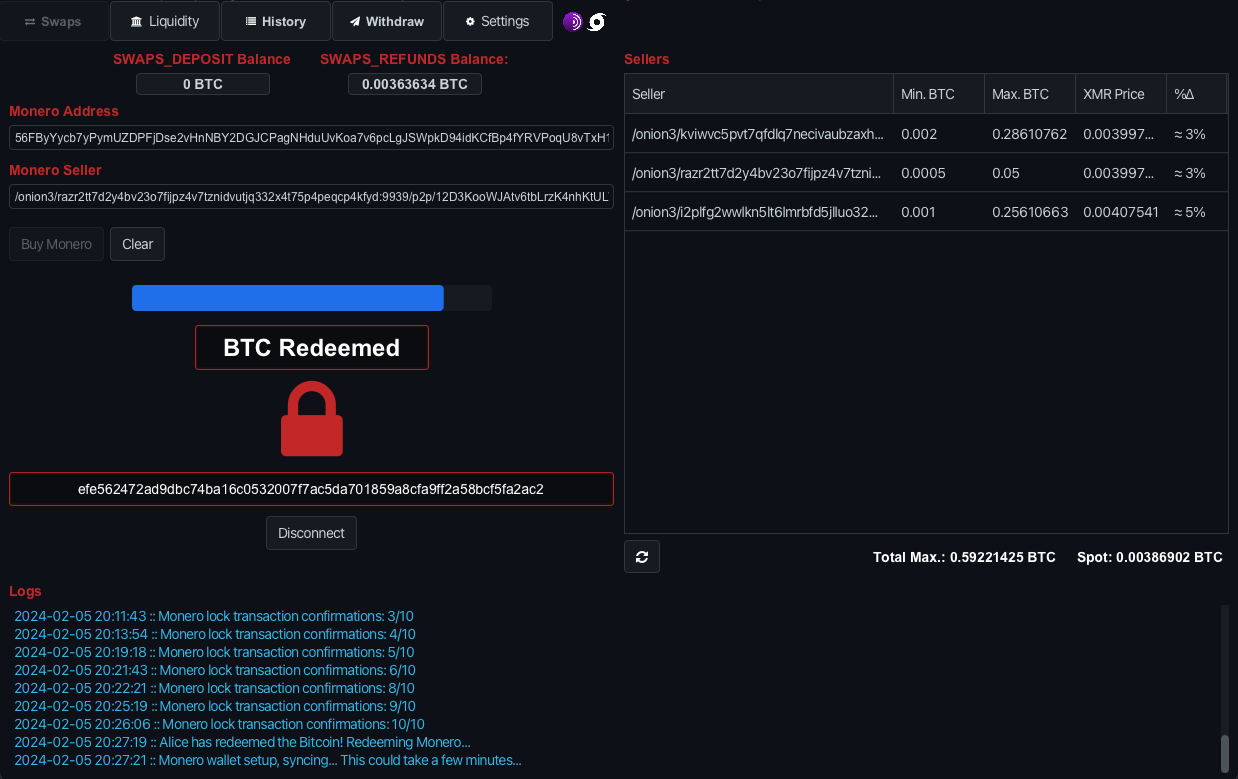 Swaps Liquidity History Withdraw Settings
SWAPS_DEPOSIT Balance SWAPS_REFUNDS Balance:
0 BTC 0.00363634 BTC
Monero Address
56FByYycb7yPymUZDPFjDse2vHnNBY2DGJCPagNHduUvKoa7v6pcLgJSWpkD94idKCfBp4fYRVPoqU8vTxH1
Monero Seller
/onion3/razr2tt7d2y4bv23o7fijpz4v7tznidvutjq332x4t75p4peqcp4kfyd:9939/p2p/12D3KooWJAtv6tbLrzK4nhKtUL
Buy Monero Clear
BTC Redeemed
efe562472ad9dbc74ba16c0532007f7ac5da701859a8cfa9ff2a58bcf5fa2ac2
Disconnect
Sellers
Seller Min. BTC Max. BTC XMR Price %Δ
/onion3/kviwvc5pvt7qfdlq7necivaubzaxh... 0.002 0.28610762 0.003997... ≈ 3%
/onion3/razr2tt7d2y4bv23o7fijpz4v7tzni... 0.0005 0.05 0.003997... ≈ 3%
/onion3/i2plfg2wwlkn5lt6lmrbfd5jlluo32... 0.001 0.25610663 0.00407541 ≈ 5%
Total Max.: 0.59221425 BTC Spot: 0.00386902 BTC
Logs
2024-02-05 20:11:43 :: Monero lock transaction confirmations: 3/10
2024-02-05 20:13:54 :: Monero lock transaction confirmations: 4/10
2024-02-05 20:19:18 :: Monero lock transaction confirmations: 5/10
2024-02-05 20:21:43 :: Monero lock transaction confirmations: 6/10
2024-02-05 20:22:21 :: Monero lock transaction confirmations: 8/10
2024-02-05 20:25:19 :: Monero lock transaction confirmations: 9/10
2024-02-05 20:26:06 :: Monero lock transaction confirmations: 10/10
2024-02-05 20:27:19 :: Alice has redeemed the Bitcoin! Redeeming Monero...
2024-02-05 20:27:21 :: Monero wallet setup, syncing... This could take a few minutes...